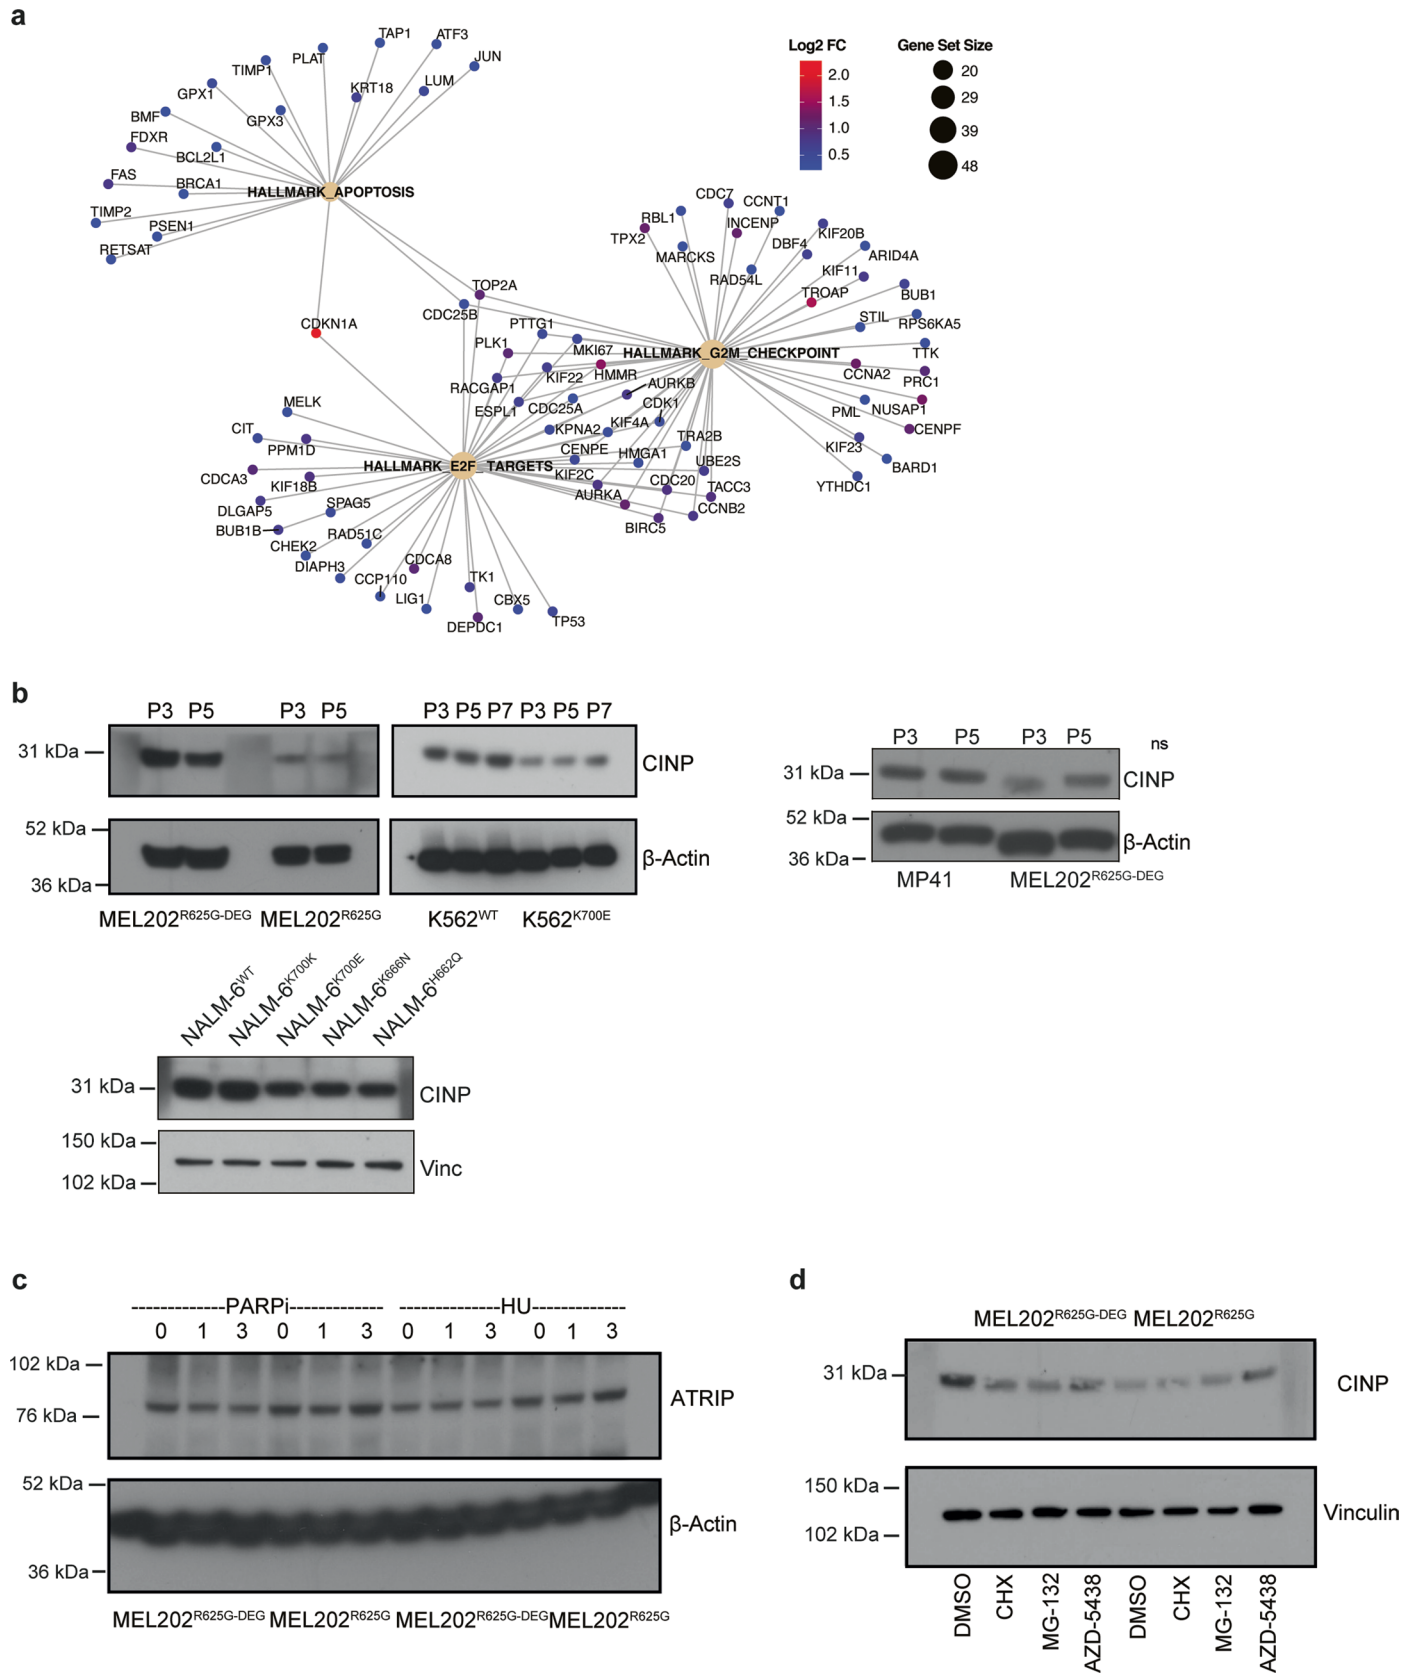 a
Log2 FC
2.0
1.5
1.0
0.5
Gene Set Size
20
29
39
48
TAP1
ATF3
PLAT
JUN
TIMP1
KRT18
LUM
GPX1
GPX3
BMF
FDXR
BCL2L1
FAS
BRCA1
HALLMARK_APOPTOSIS
TIMP2
PSEN1
RETSAT
CDKN1A
TOP2A
CDC25B
CDC7
CCNT1
RBL1
INCENP
TPX2
KIF20B
DBF4
MARCKS
ARID4A
RAD54L
KIF11
TROAP
BUB1
STIL
RPS6KA5
HALLMARK_G2M_CHECKPOINT
TTK
CCNA2
PRC1
PML
NUSAP1
CENPF
KIF23
BARD1
YTHDC1
PTTG1
PLK1
MKI67
KIF22
HMMR
RACGAP1
AURKB
ESPL1
CDC25A
CDK1
KPNA2
KIF4A
TRA2B
CENPE
HMGA1
UBE2S
KIF2C
CDC20
TACC3
AURKA
CCNB2
BIRC5
MELK
CIT
PPM1D
HALLMARK_E2F_TARGETS
CDCA3
KIF18B
DLGAP5
SPAG5
BUB1B
RAD51C
CHEK2
DIAPH3
CDCA8
CCP110
TK1
LIG1
CBX5
DEPDC1
TP53
b
P3 P5 P3 P5
P3 P5 P7 P3 P5 P7
31 kDa
CINP
52 kDa
β-Actin
36 kDa
MEL202R625G-DEG MEL202R625G
K562WT K562K700E
P3 P5 P3 P5 ns
31 kDa
CINP
52 kDa
β-Actin
36 kDa
MP41 MEL202R625G-DEG
NALM-6WT
NALM-6K700K
NALM-6K700E
NALM-6K666N
NALM-6H662Q
31 kDa
CINP
150 kDa
Vinc
102 kDa
c
-------------PARPi------------- --------------HU-------------
0 1 3 0 1 3 0 1 3 0 1 3
102 kDa
ATRIP
76 kDa
52 kDa
β-Actin
36 kDa
MEL202R625G-DEG MEL202R625G MEL202R625G-DEG MEL202R625G
d
MEL202R625G-DEG MEL202R625G
31 kDa
CINP
150 kDa
Vinculin
102 kDa
DMSO
CHX
MG-132
AZD-5438
DMSO
CHX
MG-132
AZD-5438